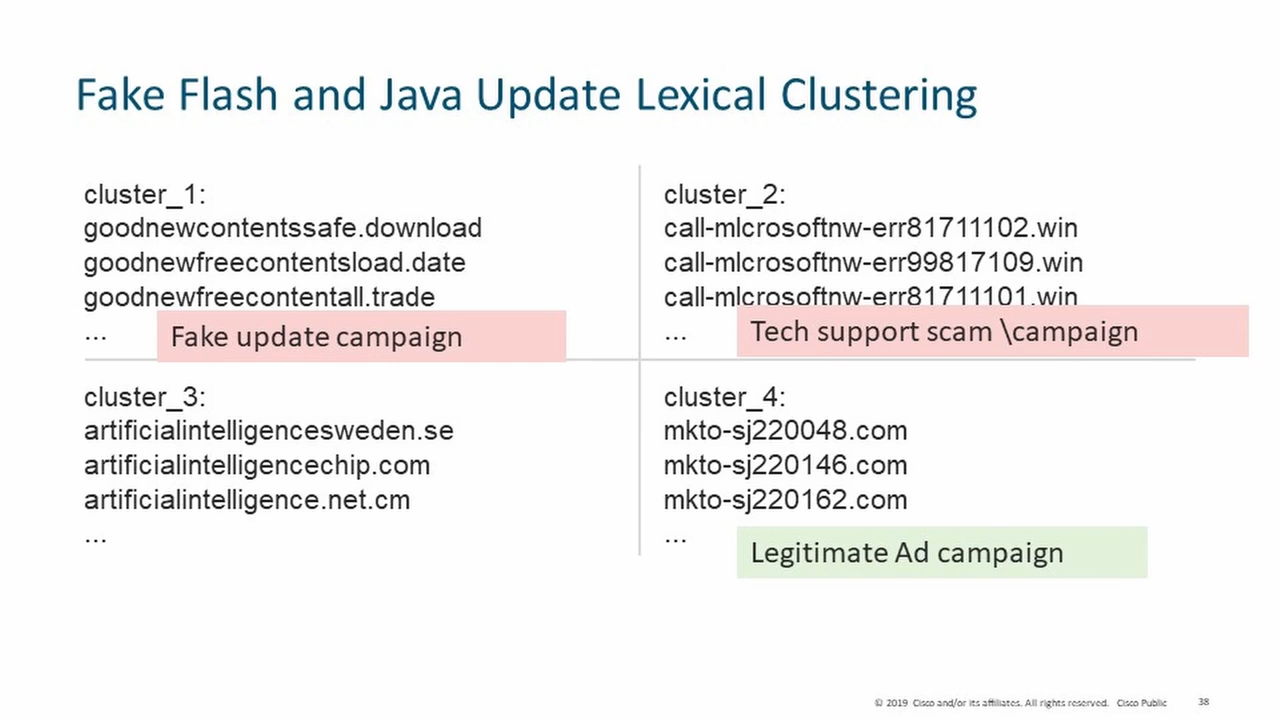 Fake Flash and Java Update Lexical Clustering
cluster_1:
goodnewcontentssafe.download
goodnewfreecontentsload.date
goodnewfreecontentall.trade
...
Fake update campaign
cluster_2:
call-mlcrosoftnw-err81711102.win
call-mlcrosoftnw-err99817109.win
call-mlcrosoftnw-err81711101.win
...
Tech support scam \campaign
cluster_3:
artificialintelligencesweden.se
artificialintelligencechip.com
artificialintelligence.net.cm
...
cluster_4:
mkto-sj220048.com
mkto-sj220146.com
mkto-sj220162.com
...
Legitimate Ad campaign
© 2019 Cisco and/or its affiliates. All rights reserved. Cisco Public 38